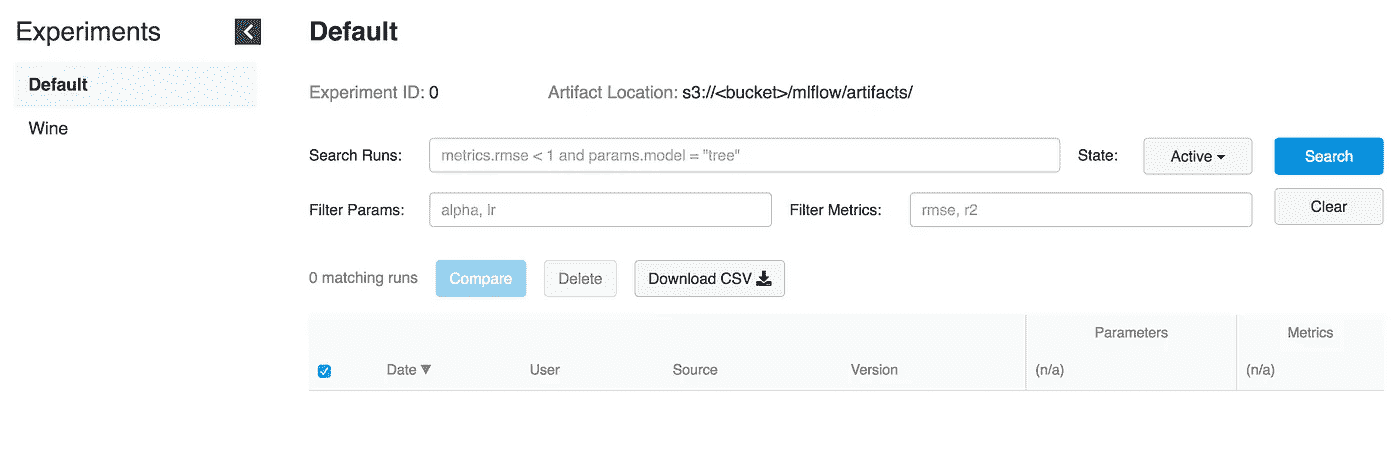 Experiments
Default
Wine
Default
Experiment ID: 0 Artifact Location: s3://<bucket>/mlflow/artifacts/
Search Runs: metrics.rmse < 1 and params.model = "tree" State: Active Search
Filter Params: alpha, lr Filter Metrics: rmse, r2 Clear
0 matching runs Compare Delete Download CSV
Parameters Metrics
Date User Source Version (n/a) (n/a)